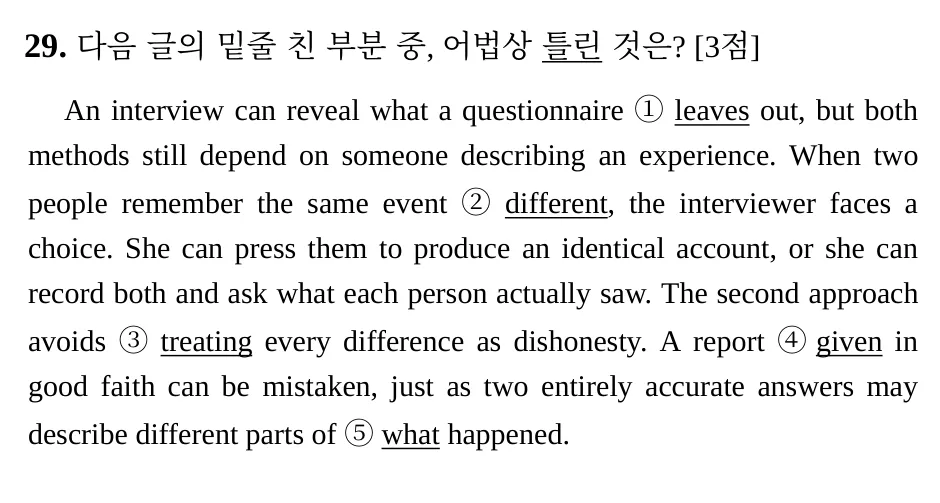 29. 다음 글의 밑줄 친 부분 중, 어법상 틀린 것은? [3점]
An interview can reveal what a questionnaire ① leaves out, but both
methods still depend on someone describing an experience. When two
people remember the same event ② different, the interviewer faces a
choice. She can press them to produce an identical account, or she can
record both and ask what each person actually saw. The second approach
avoids ③ treating every difference as dishonesty. A report ④ given in
good faith can be mistaken, just as two entirely accurate answers may
describe different parts of ⑤ what happened.